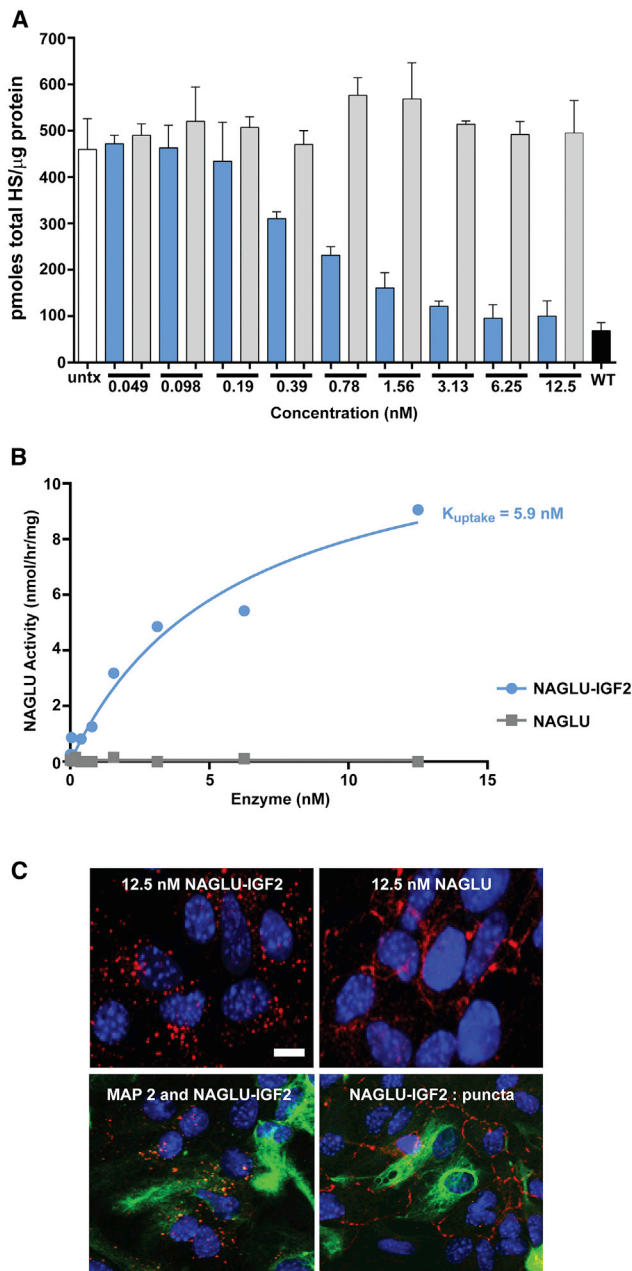 A
pmoles total HS/µg protein
700
600
500
400
300
200
100
0
untx
0.049
0.098
0.19
0.39
0.78
1.56
3.13
6.25
12.5
WT
Concentration (nM)
B
NAGLU Activity (nmol/hr/mg)
10
8
6
4
2
0
0
5
10
15
Enzyme (nM)
Kuptake = 5.9 nM
NAGLU-IGF2
NAGLU
C
12.5 nM NAGLU-IGF2
12.5 nM NAGLU
MAP 2 and NAGLU-IGF2
NAGLU-IGF2 : puncta